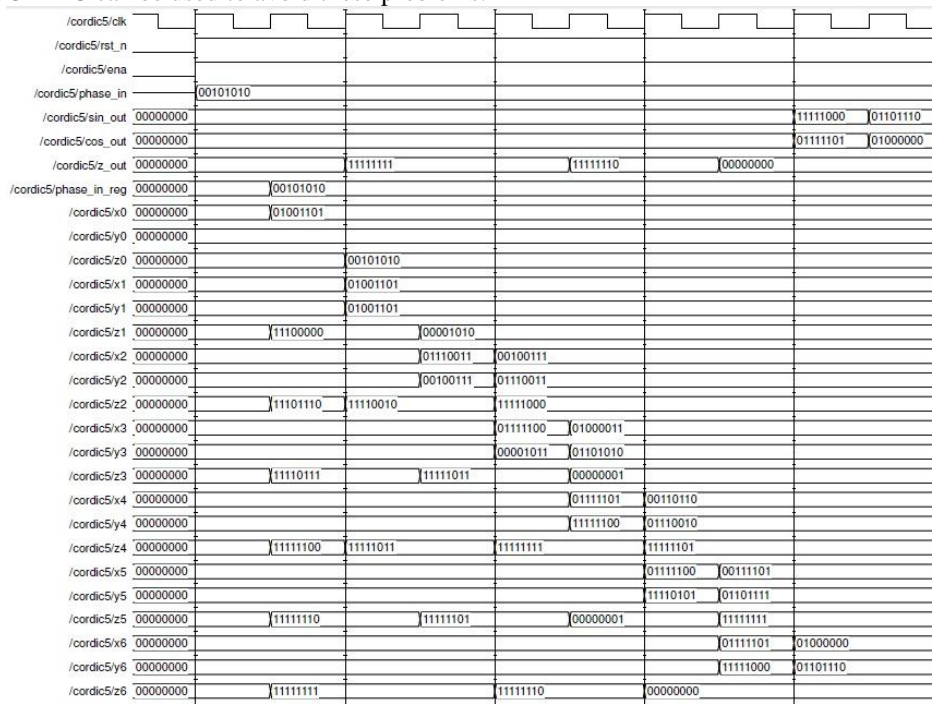 /cordic5/clk
/cordic5/rst_n
/cordic5/ena
/cordic5/phase_in 00101010
/cordic5/sin_out 00000000 11111000 01101110
/cordic5/cos_out 00000000 01111101 01000000
/cordic5/z_out 00000000 11111111 11111110 00000000
/cordic5/phase_in_reg 00000000 00101010
/cordic5/x0 00000000 01001101
/cordic5/y0 00000000
/cordic5/z0 00000000 00101010
/cordic5/x1 00000000 01001101
/cordic5/y1 00000000 01001101
/cordic5/z1 00000000 11100000 00001010
/cordic5/x2 00000000 01110011 00100111
/cordic5/y2 00000000 00100111 01110011
/cordic5/z2 00000000 11101110 11110010 11111000
/cordic5/x3 00000000 01111100 01000011
/cordic5/y3 00000000 00001011 01101010
/cordic5/z3 00000000 11110111 11111011 00000001
/cordic5/x4 00000000 01111101 00110110
/cordic5/y4 00000000 11111100 01110010
/cordic5/z4 00000000 11111100 11111011 11111111 11111101
/cordic5/x5 00000000 01111100 00111101
/cordic5/y5 00000000 11110101 01101111
/cordic5/z5 00000000 11111110 11111101 00000001 11111111
/cordic5/x6 00000000 01111101 01000000
/cordic5/y6 00000000 11111000 01101110
/cordic5/z6 00000000 11111111 11111110 00000000